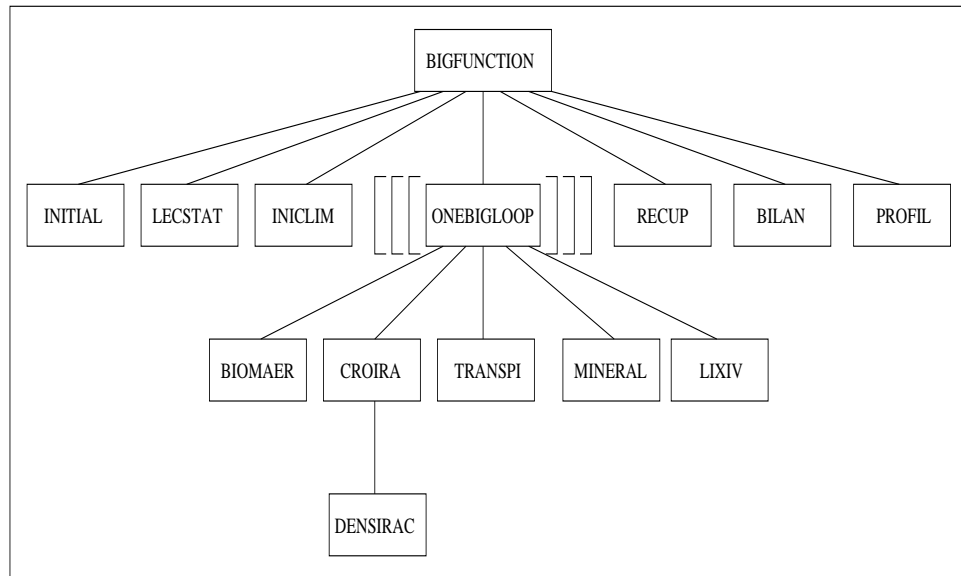 BIGFUNCTION
INITIAL
LECSTAT
INICLIM
ONEBIGLOOP
RECUP
BILAN
PROFIL
BIOMAER
CROIRA
TRANSPI
MINERAL
LIXIV
DENSIRAC